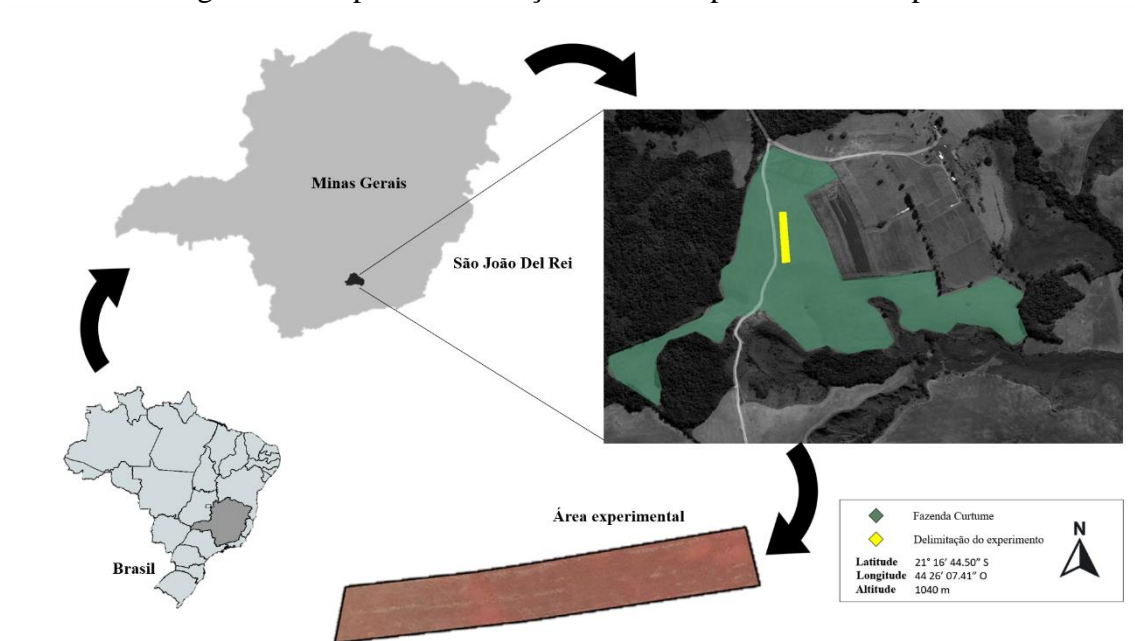 Minas Gerais
São João Del Rei
Brasil
Área experimental
Fazenda Curtume
Delimitação do experimento
Latitude 21° 16’ 44.50” S
Longitude 44 26’ 07.41” O
Altitude 1040 m
N